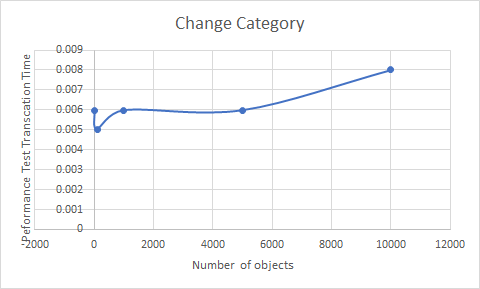 Change Category
Peformance Test Transcation Time
0.009
0.008
0.007
0.006
0.005
0.004
0.003
0.002
0.001
0
-2000 0 2000 4000 6000 8000 10000 12000
Number of objects